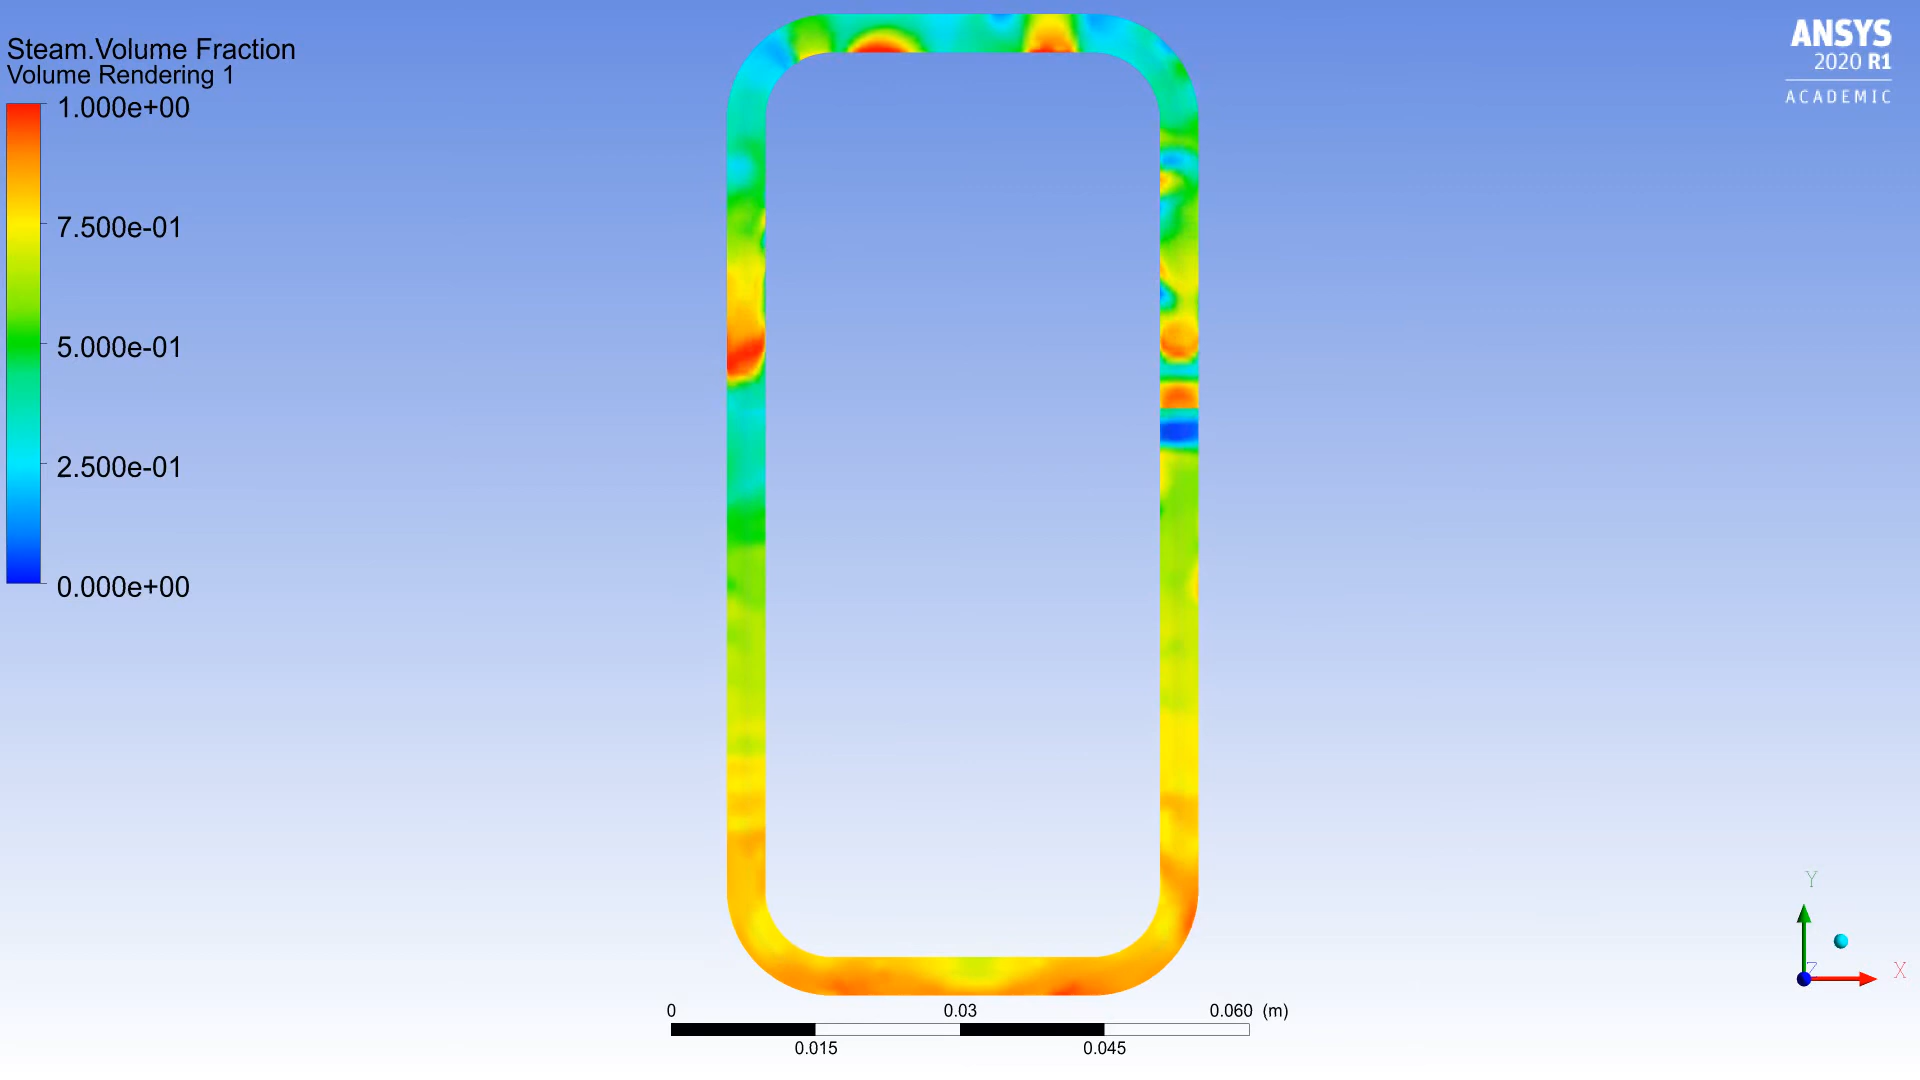 Steam.Volume Fraction
Volume Rendering 1
1.000e+00
7.500e-01
5.000e-01
2.500e-01
0.000e+00
ANSYS
2020 R1
ACADEMIC
0 0.03 0.060 (m)
0.015 0.045
Y
Z X